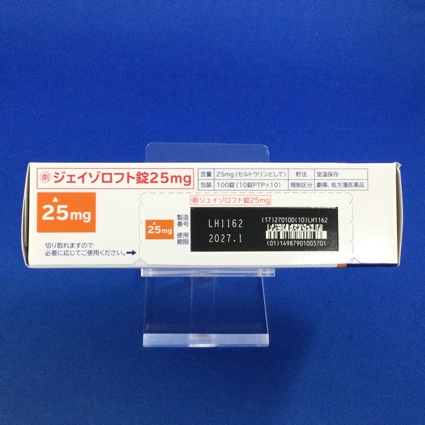 劇 ジェイゾロフト錠25mg
含量 25mg(セルトラリンとして) 貯法 室温保存
包装 100錠(10錠PTP×10) 規制区分 劇薬、処方箋医薬品
劇 ジェイゾロフト錠25mg
25mg
25mg
製造番号 LH1162
使用期限 2027.1
(17)270100(10)LH1162
(01)14987901003701
切り取れますので
必要に応じてご使用ください。→